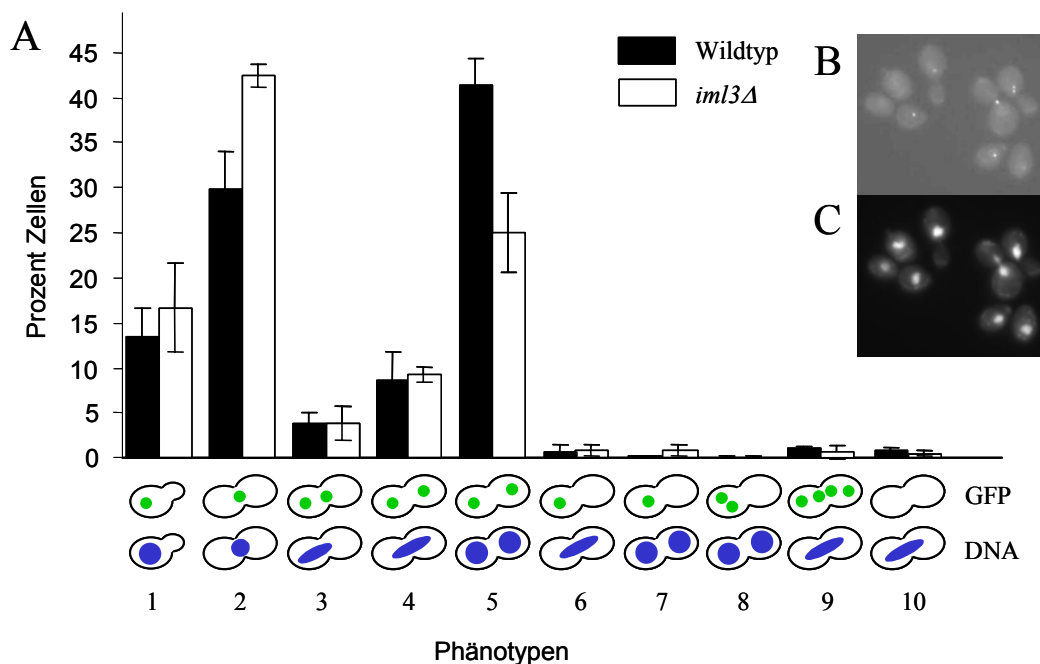 A
B
C
Wildtyp
iml3Δ
Prozent Zellen
45
40
35
30
25
20
15
10
5
0
GFP
DNA
1 2 3 4 5 6 7 8 9 10
Phänotypen